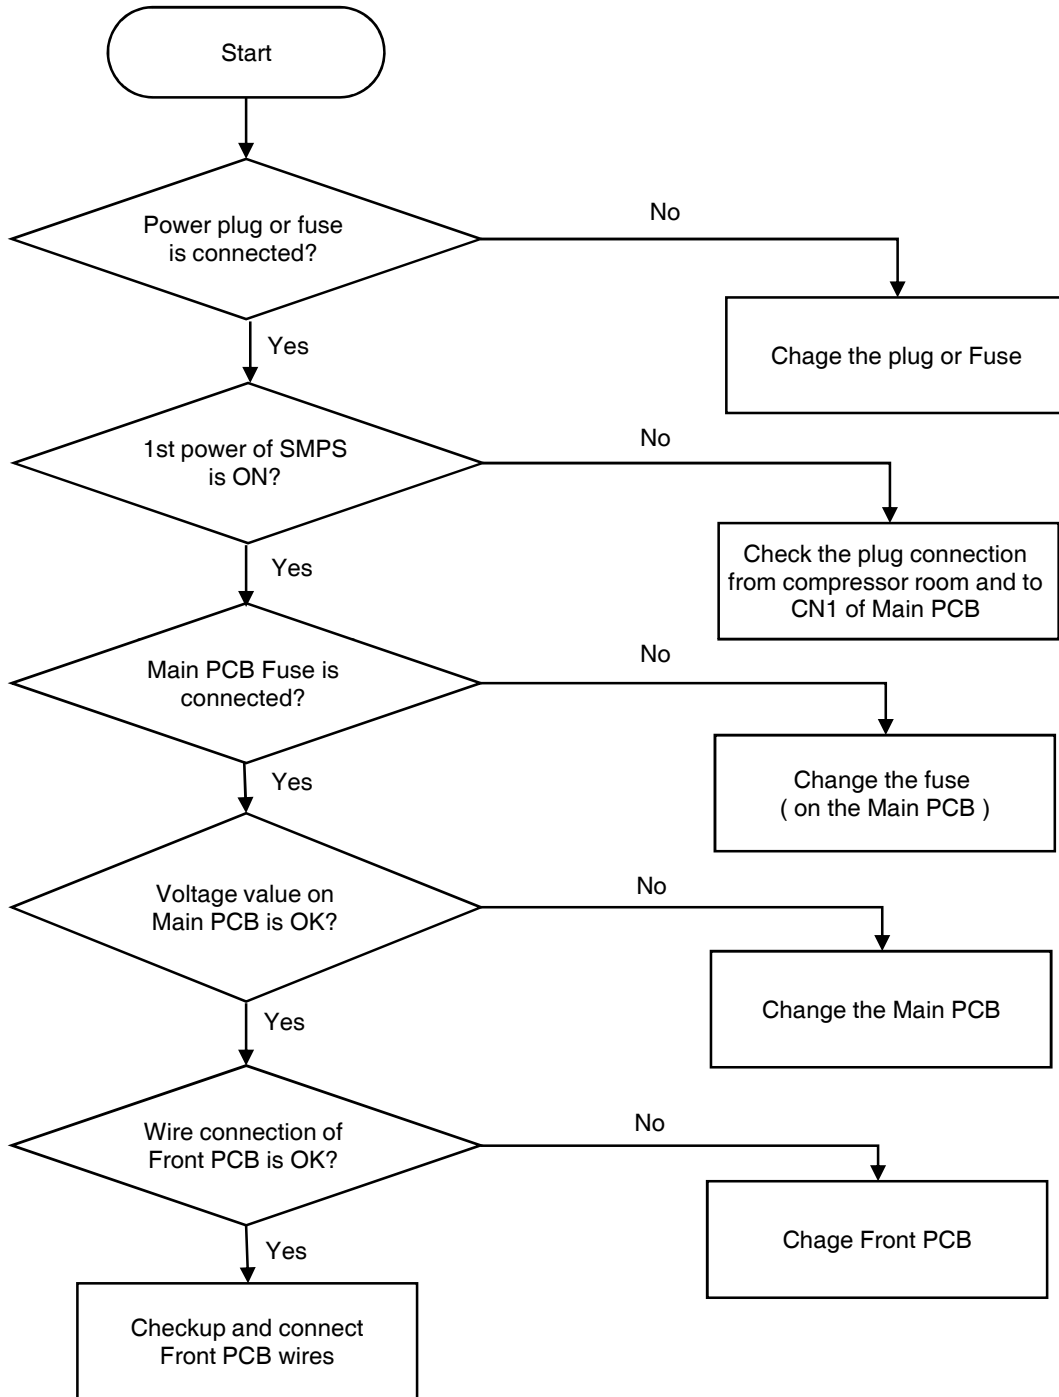 Start
Power plug or fuse
is connected?
No
Yes
Chage the plug or Fuse
1st power of SMPS
is ON?
No
Yes
Check the plug connection
from compressor room and to
CN1 of Main PCB
Main PCB Fuse is
connected?
No
Yes
Change the fuse
( on the Main PCB )
Voltage value on
Main PCB is OK?
No
Yes
Change the Main PCB
Wire connection of
Front PCB is OK?
No
Yes
Chage Front PCB
Checkup and connect
Front PCB wires